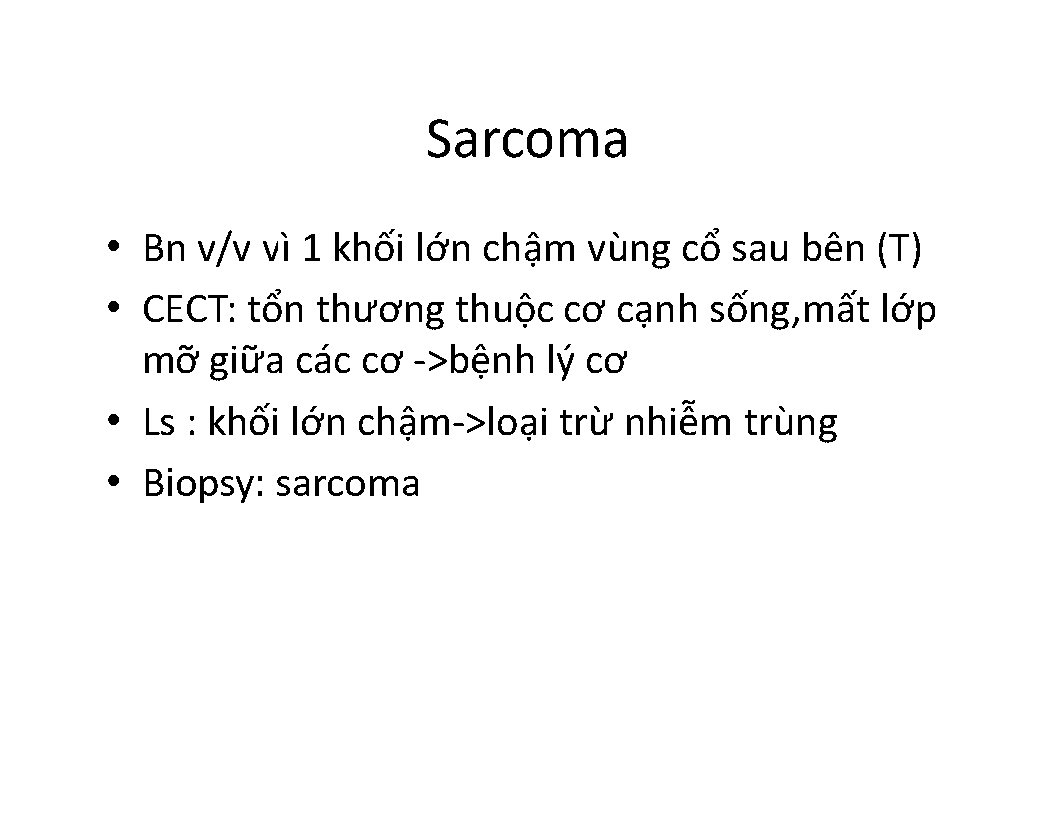 Sarcoma
• Bn v/v vì 1 khối lớn chậm vùng cổ sau bên (T)
• CECT: tổn thương thuộc cơ cạnh sống,mất lớp
mỡ giữa các cơ ->bệnh lý cơ
• Ls : khối lớn chậm->loại trừ nhiễm trùng
• Biopsy: sarcoma